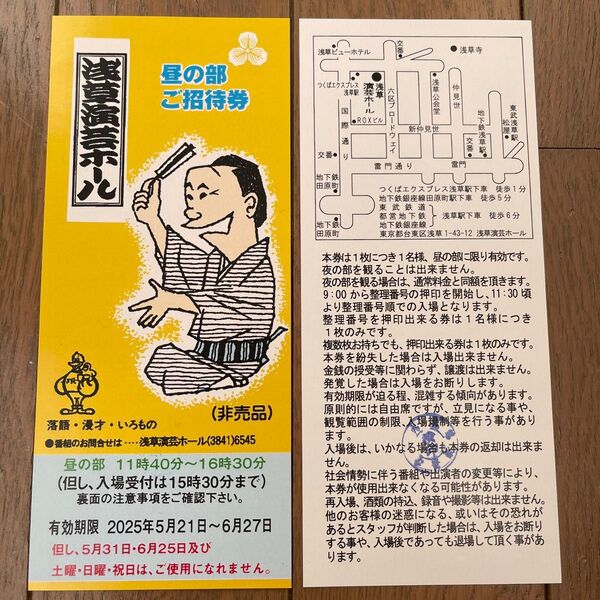 浅草演芸ホール
昼の部
ご招待券
(非売品)
落語・漫才・いろもの
●番組のお問合せは……浅草演芸ホール(3841)6545
昼の部 11時40分〜16時30分
(但し、入場受付は15時30分まで)
裏面の注意事項をご確認下さい。
有効期限 2025年5月21日〜6月27日
但し、5月31日・6月25日及び
土曜・日曜・祝日は、ご使用になれません。
浅草ビューホテル
交番
●浅草寺
つくばエクスプレス
浅草駅
浅草
演芸ホール
●ROXビル
国際通り
六区ブロードウェイ
浅草公会堂
仲見世
新仲見世
地下鉄
浅草駅
東武浅草駅
松屋
交番
交番
雷門通り
雷門
地下鉄
田原町
地下鉄
田原町
つくばエクスプレス浅草駅下車 徒歩1分
地下鉄銀座線田原町駅下車 徒歩5分
東武鉄道
都営地下鉄 浅草駅下車 徒歩6分
地下鉄銀座線
東京都台東区浅草1-43-12 浅草演芸ホール
本券は1枚につき1名様、昼の部に限り有効です。
夜の部を観ることは出来ません。
夜の部を観る場合は、通常料金と同額を頂きます。
9:00から整理番号の押印を開始し、11:30頃
より整理番号順での入場となります。
整理番号を押印出来る券は1名様につき
1枚のみです。
複数枚お持ちでも、押印出来る券は1枚のみです。
本券を紛失した場合は入場出来ません。
金銭の授受等に関わらず、譲渡は出来ません。
発覚した場合は入場をお断りします。
有効期限が迫る程、混雑する傾向があります。
原則的には自由席ですが、立見になる事や、
観覧範囲の制限、入場規制等を行う事があり
ます。
入場後は、いかなる場合も本券の返却は出来ま
せん。
社会情勢に伴う番組や出演者の変更等により、
本券が使用出来なくなる可能性があります。
再入場、酒類の持込、録音や撮影等は出来ません。
他のお客様の迷惑になる、或いはその恐れが
あるとスタッフが判断した場合は、入場をお断り
する事や、入場後であっても退場して頂く事があ
ります。